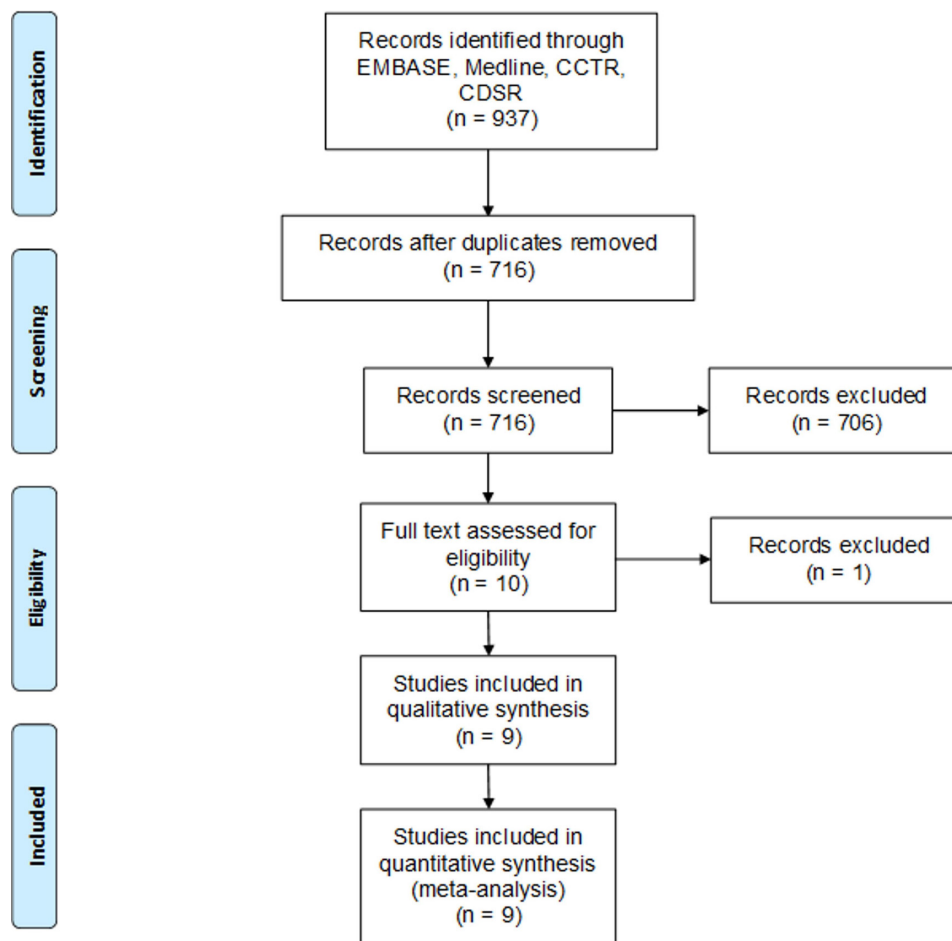 Identification
Records identified through
EMBASE, Medline, CCTR,
CDSR
(n = 937)
Records after duplicates removed
(n = 716)
Screening
Records screened
(n = 716)
Records excluded
(n = 706)
Eligibility
Full text assessed for
eligibility
(n = 10)
Records excluded
(n = 1)
Studies included in
qualitative synthesis
(n = 9)
Included
Studies included in
quantitative synthesis
(meta-analysis)
(n = 9)